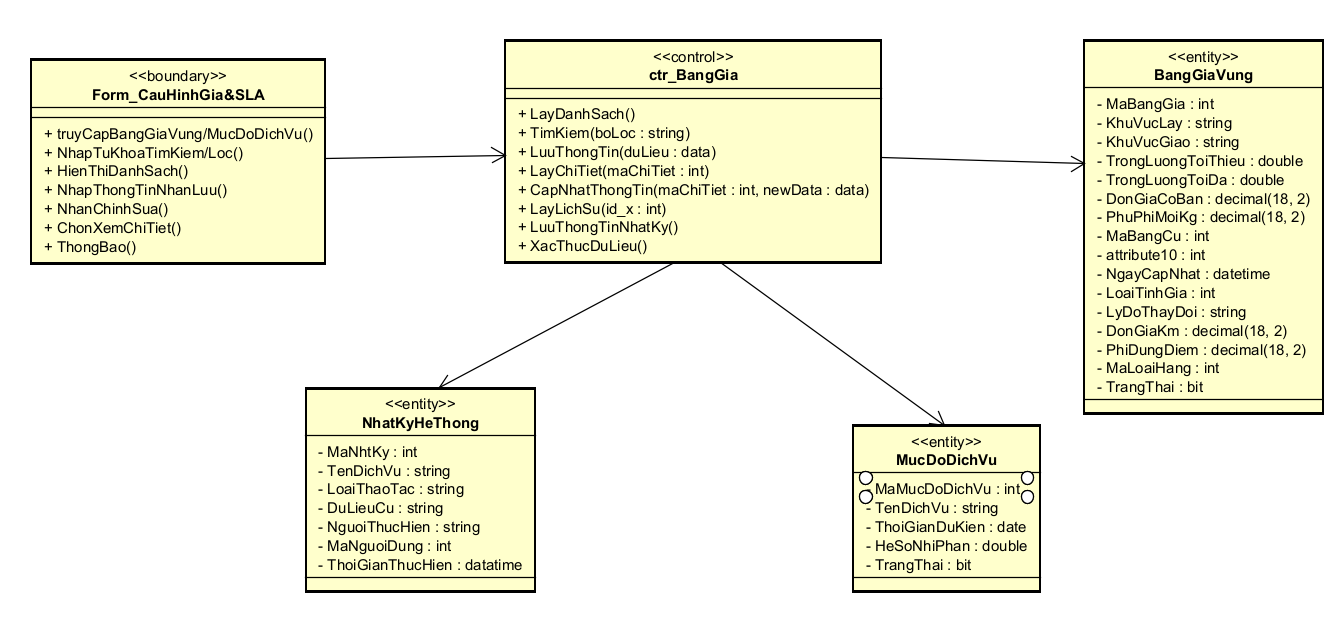 <<boundary>>
Form_CauHinhGia&SLA
+ truyCapBangGiaVung/MucDoDichVu()
+ NhapTuKhoaTimKiem/Loc()
+ HienThiDanhSach()
+ NhapThongTinNhanLuu()
+ NhanChinhSua()
+ ChonXemChiTiet()
+ ThongBao()
<<control>>
ctr_BangGia
+ LayDanhSach()
+ TimKiem(boLoc : string)
+ LuuThongTin(duLieu : data)
+ LayChiTiet(maChiTiet : int)
+ CapNhatThongTin(maChiTiet : int, newData : data)
+ LayLichSu(id_x : int)
+ LuuThongTinNhatKy()
+ XacThucDuLieu()
<<entity>>
BangGiaVung
- MaBangGia : int
- KhuVucLay : string
- KhuVucGiao : string
- TrongLuongToiThieu : double
- TrongLuongToiDa : double
- DonGiaCoBan : decimal(18, 2)
- PhuPhiMoiKg : decimal(18, 2)
- MaBangCu : int
- attribute10 : int
- NgayCapNhat : datetime
- LoaiTinhGia : int
- LyDoThayDoi : string
- DonGiaKm : decimal(18, 2)
- PhiDungDiem : decimal(18, 2)
- MaLoaiHang : int
- TrangThai : bit
<<entity>>
NhatKyHeThong
- MaNhtKy : int
- TenDichVu : string
- LoaiThaoTac : string
- DuLieuCu : string
- NguoiThucHien : string
- MaNguoiDung : int
- ThoiGianThucHien : datatime
<<entity>>
MucDoDichVu
MaMucDoDichVu : int
- TenDichVu : string
- ThoiGianDuKien : date
- HeSoNhiPhan : double
- TrangThai : bit